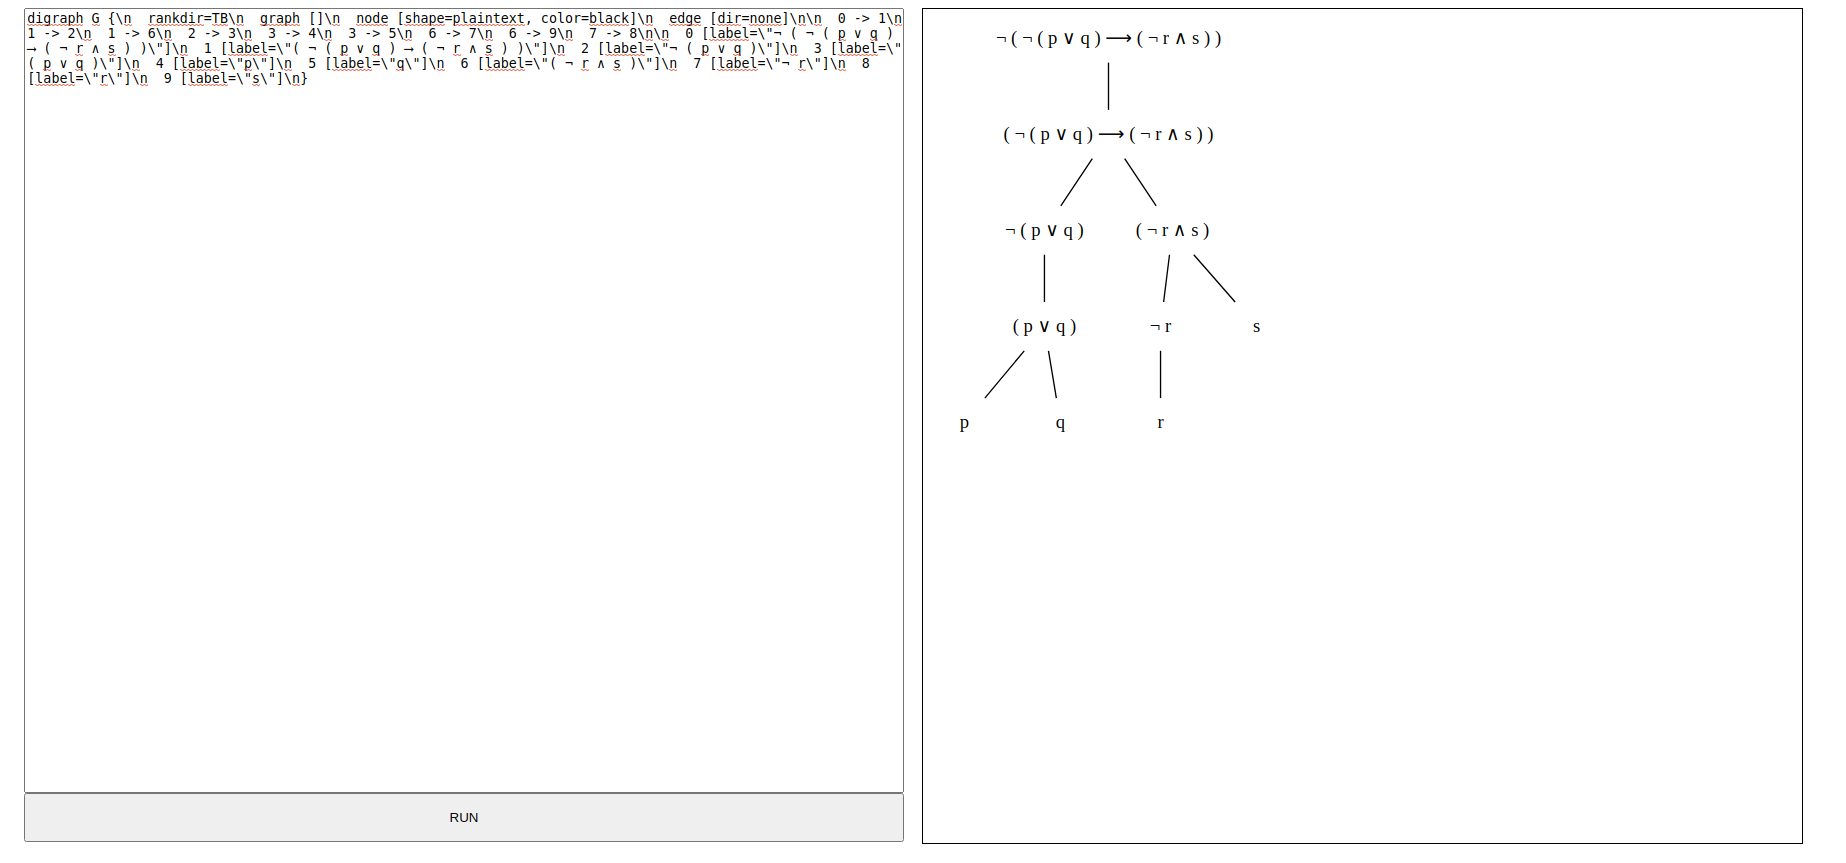 digraph G {\n  rankdir=TB\n  graph []\n  node [shape=plaintext, color=black]\n  edge [dir=none]\n\n  0 -> 1\n
1 -> 2\n  1 -> 6\n  2 -> 3\n  3 -> 4\n  3 -> 5\n  6 -> 7\n  6 -> 9\n  7 -> 8\n\n  0 [label=\"¬ ( ¬ ( p ∨ q )
⟶ ( ¬ r ∧ s ) )\"]\n  1 [label=\"( ¬ ( p ∨ q ) ⟶ ( ¬ r ∧ s ) )\"]\n  2 [label=\"¬ ( p ∨ q )\"]\n  3 [label=\"
( p ∨ q )\"]\n  4 [label=\"p\"]\n  5 [label=\"q\"]\n  6 [label=\"( ¬ r ∧ s )\"]\n  7 [label=\"¬ r\"]\n  8
[label=\"r\"]\n  9 [label=\"s\"]\n}
RUN
¬ ( ¬ ( p ∨ q ) ⟶ ( ¬ r ∧ s ) )
( ¬ ( p ∨ q ) ⟶ ( ¬ r ∧ s ) )
¬ ( p ∨ q )
( ¬ r ∧ s )
( p ∨ q )
¬ r
s
p
q
r